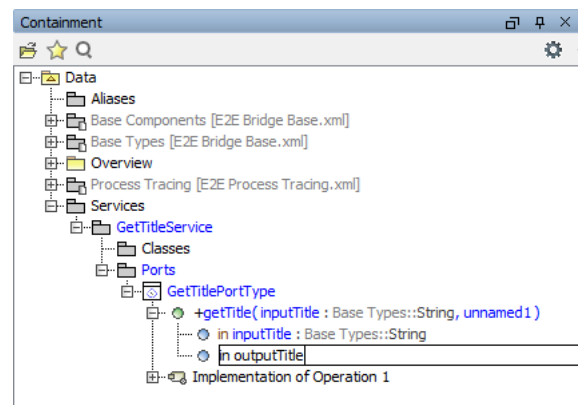 Containment
Data
Aliases
Base Components [E2E Bridge Base.xml]
Base Types [E2E Bridge Base.xml]
Overview
Process Tracing [E2E Process Tracing.xml]
Services
GetTitleService
Classes
Ports
GetTitlePortType
+getTitle( inputTitle : Base Types::String, unnamed1 )
in inputTitle : Base Types::String
in outputTitle
Implementation of Operation 1